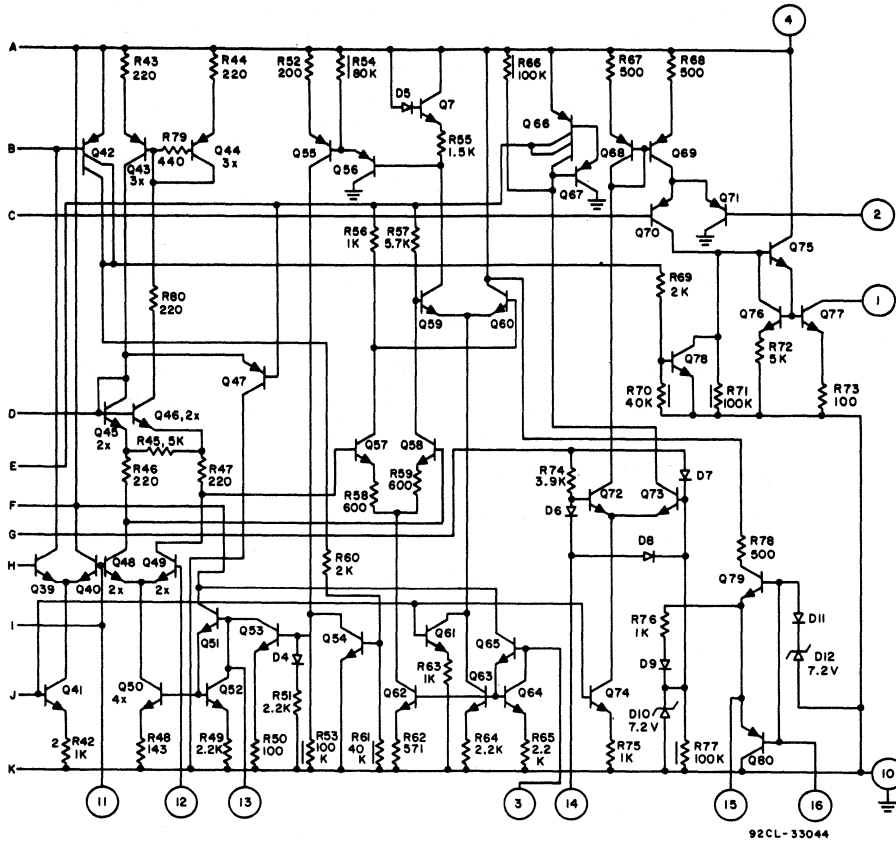 4
A
R43
220
R44
220
R52
200
R54
80K
R66
100K
R67
500
R68
500
D5
Q7
R55
1.5K
Q66
B
Q42
R79
440
Q43
3x
Q44
3x
Q55
Q56
Q68
Q69
Q67
Q71
C
2
R56
1K
R57
5.7K
Q70
Q75
R69
2K
R80
220
Q59
Q60
Q76
Q77
1
Q47
Q78
R72
5K
R70
40K
R71
100K
R73
100
D
Q46,2x
Q45
2x
R45,5K
Q57
Q58
E
R46
220
R47
220
R58
600
R59
600
R74
3.9K
D6
Q72
Q73
D7
F
G
D8
R78
500
H
Q39
Q40
Q48
2x
Q49
2x
R60
2K
Q79
I
Q51
Q53
Q54
Q61
Q65
R76
1K
D11
D12
7.2V
D4
R63
1K
D9
J
Q41
Q50
4x
Q52
R51
2.2K
Q62
Q63
Q64
Q74
D10
7.2V
2
R42
1K
R48
143
R49
2.2K
R50
100
R53
100
K
R61
40
K
R62
571
R64
2.2K
R65
2.2
K
R75
1K
R77
100K
Q80
K
10
11
12
13
3
14
15
16
92CL-33044